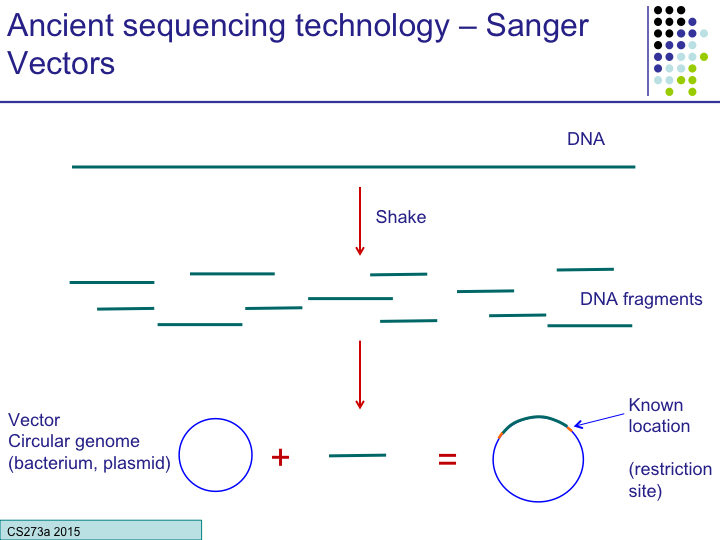 Ancient sequencing technology – Sanger
Vectors
DNA
Shake
DNA fragments
Vector
Circular genome
(bacterium, plasmid)
+
=
Known
location
(restriction
site)
CS273a 2015